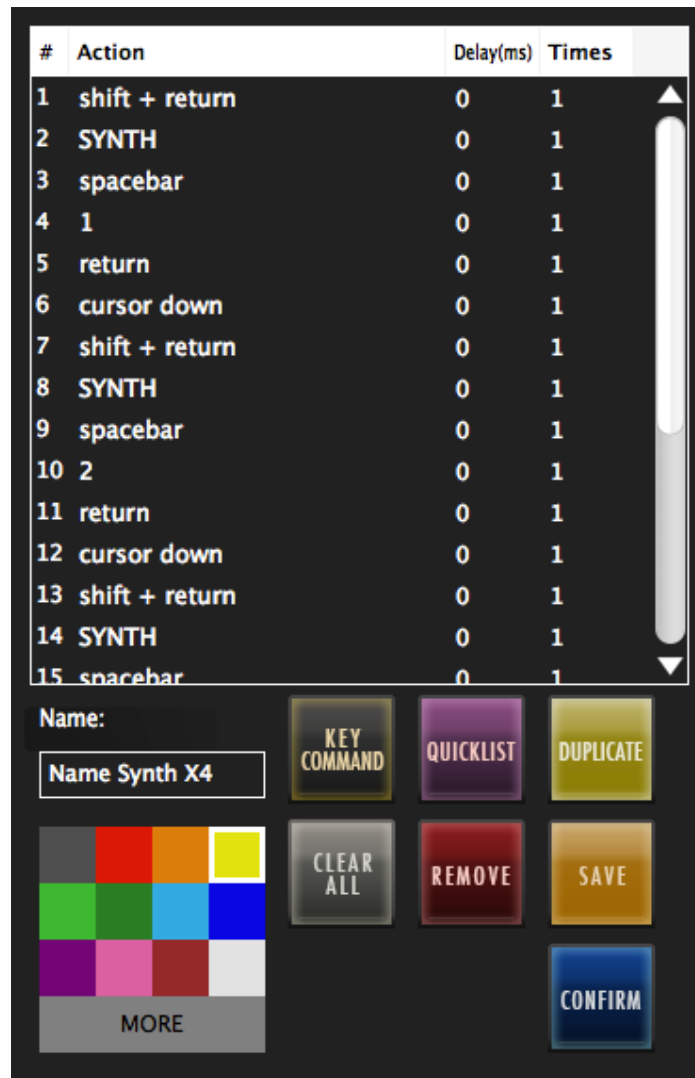 # Action Delay(ms) Times
1 shift + return 0 1
2 SYNTH 0 1
3 spacebar 0 1
4 1 0 1
5 return 0 1
6 cursor down 0 1
7 shift + return 0 1
8 SYNTH 0 1
9 spacebar 0 1
10 2 0 1
11 return 0 1
12 cursor down 0 1
13 shift + return 0 1
14 SYNTH 0 1
15 spacebar 0 1
Name:
Name Synth X4
KEY
COMMAND
QUICKLIST
DUPLICATE
CLEAR
ALL
REMOVE
SAVE
MORE
CONFIRM